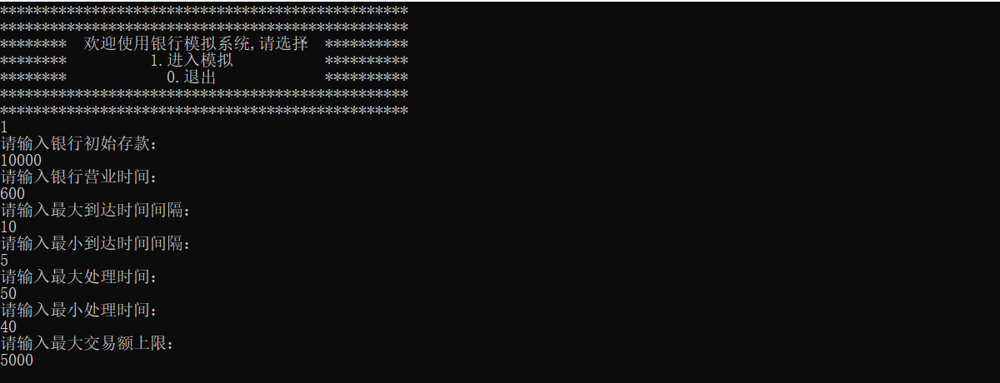 *************************************************
*************************************************
********  欢迎使用银行模拟系统,请选择  **********
********          1.进入模拟           **********
********            0.退出             **********
*************************************************
*************************************************
1
请输入银行初始存款：
10000
请输入银行营业时间：
600
请输入最大到达时间间隔：
10
请输入最小到达时间间隔：
5
请输入最大处理时间：
50
请输入最小处理时间：
40
请输入最大交易额上限：
5000